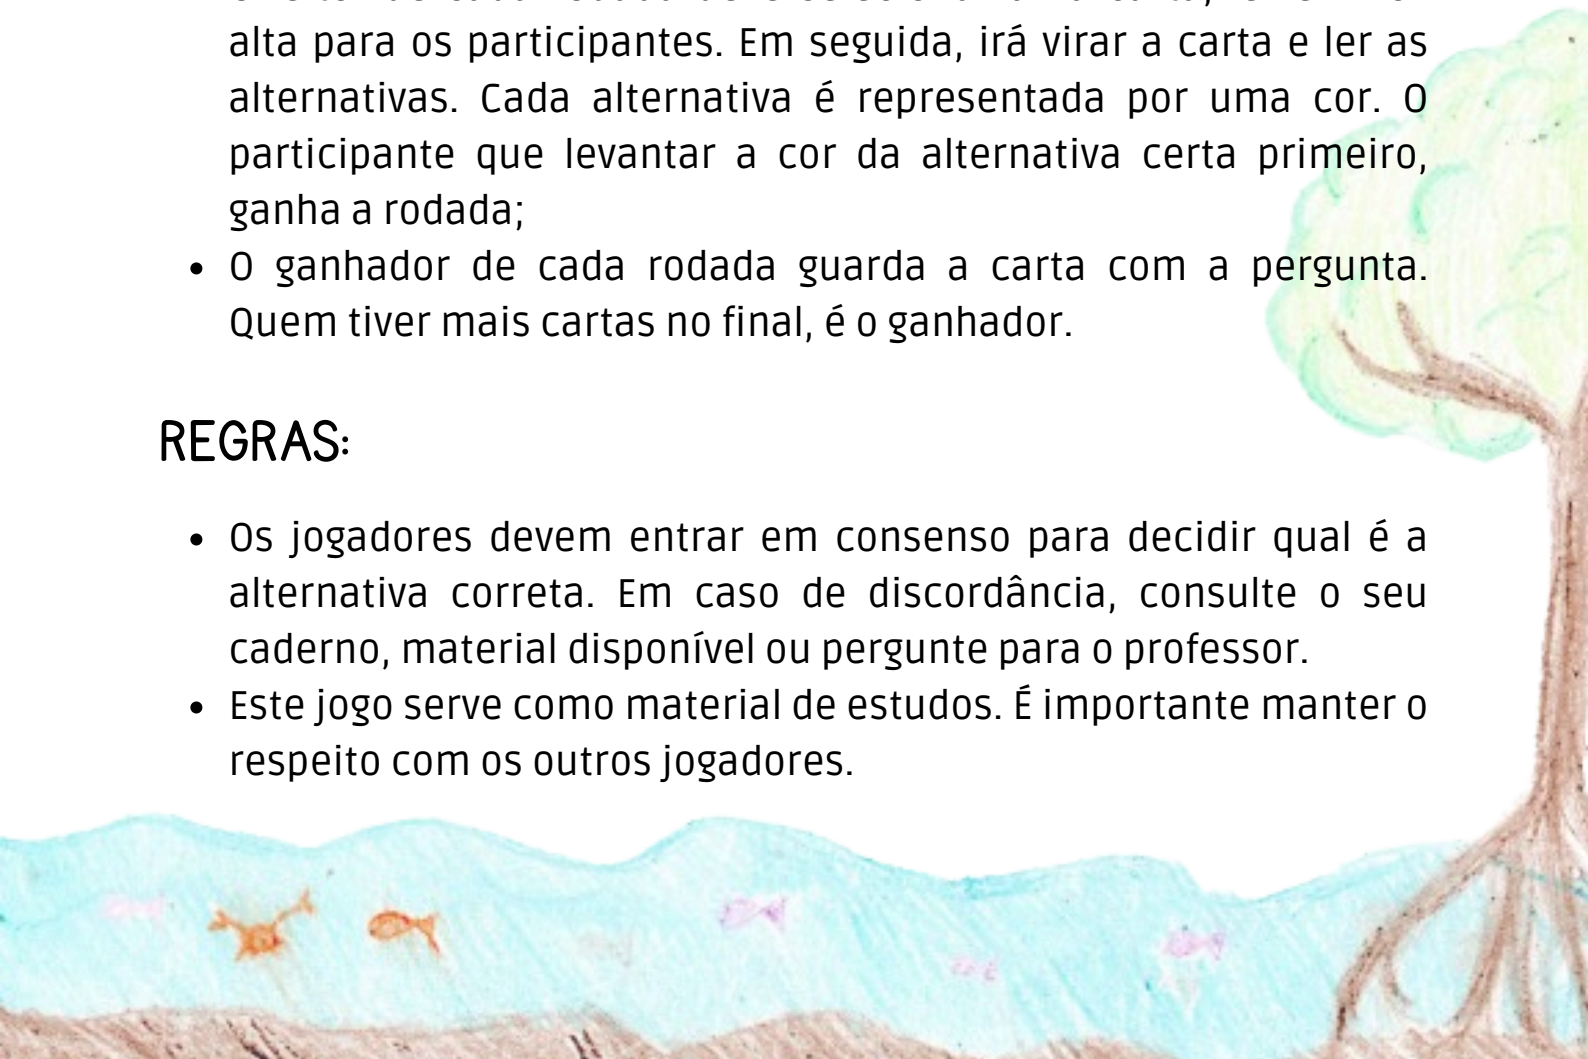 alta para os participantes. Em seguida, irá virar a carta e ler as
alternativas. Cada alternativa é representada por uma cor. O
participante que levantar a cor da alternativa certa primeiro,
ganha a rodada;
• O ganhador de cada rodada guarda a carta com a pergunta.
Quem tiver mais cartas no final, é o ganhador.
REGRAS:
• Os jogadores devem entrar em consenso para decidir qual é a
alternativa correta. Em caso de discordância, consulte o seu
caderno, material disponível ou pergunte para o professor.
• Este jogo serve como material de estudos. É importante manter o
respeito com os outros jogadores.